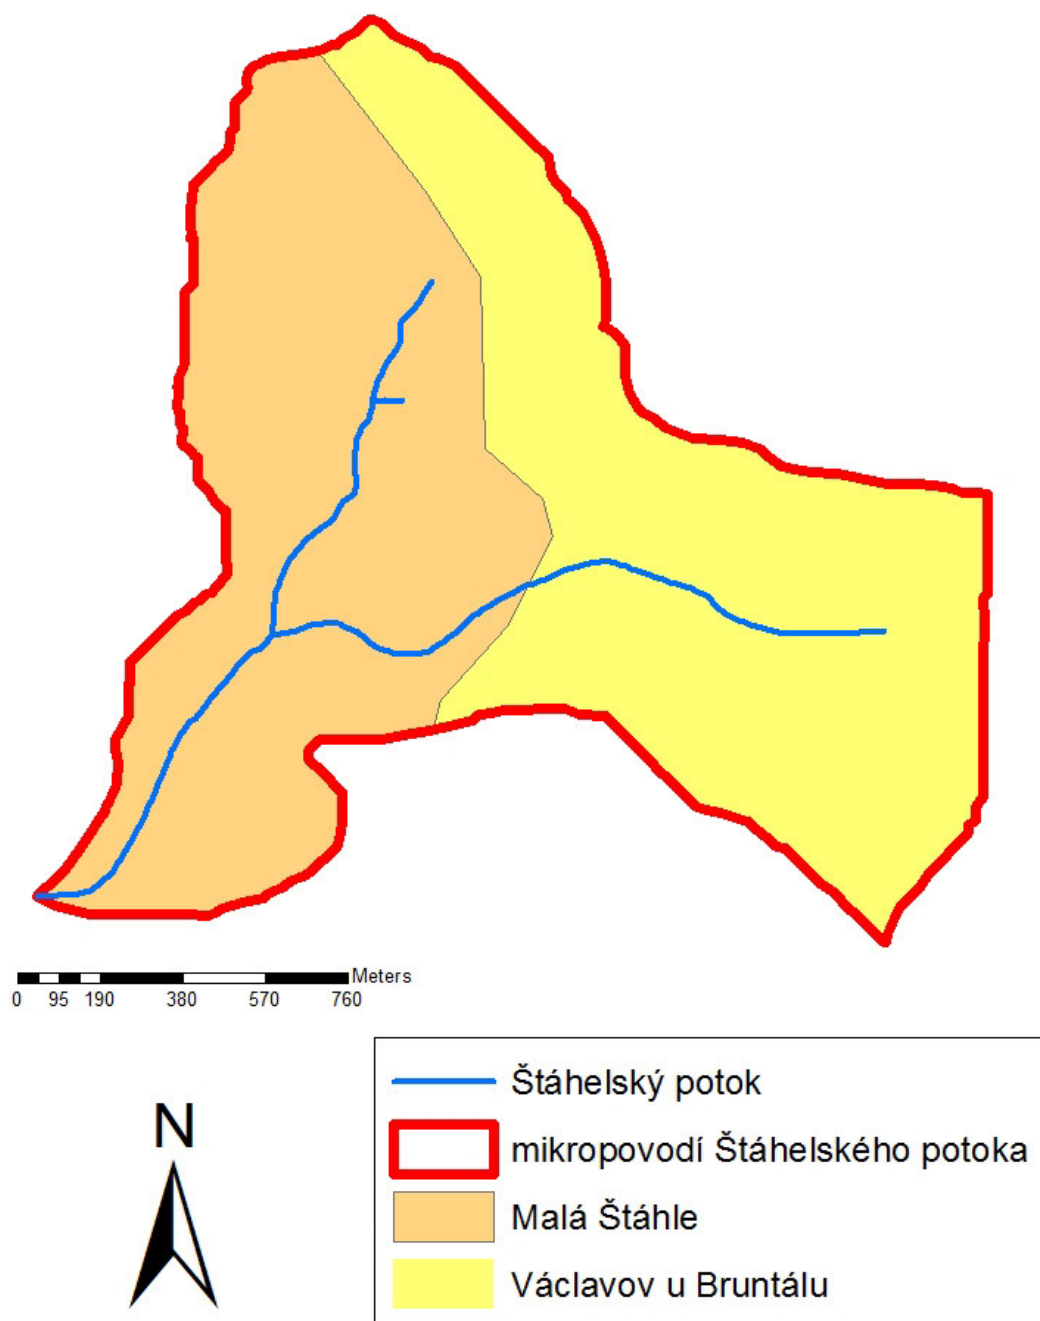 Meters
0 95 190 380 570 760
N
Štáhelský potok
mikropovodí Štáhelského potoka
Malá Štáhle
Václavov u Bruntálu